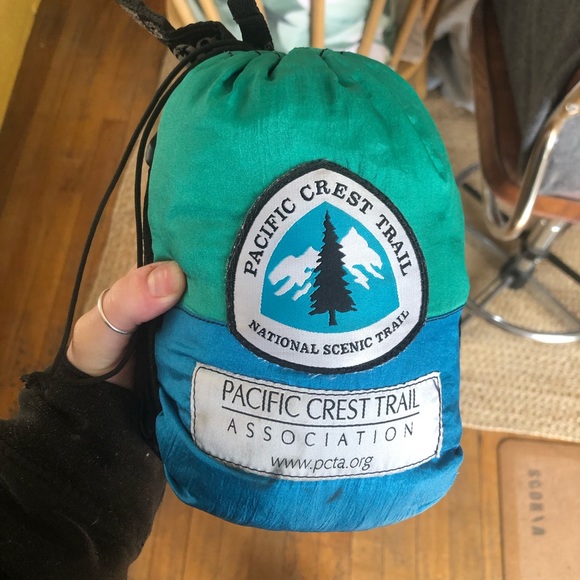 PACIFIC CREST TRAIL
NATIONAL SCENIC TRAIL
PACIFIC CREST TRAIL
ASSOCIATION
www.pcta.org